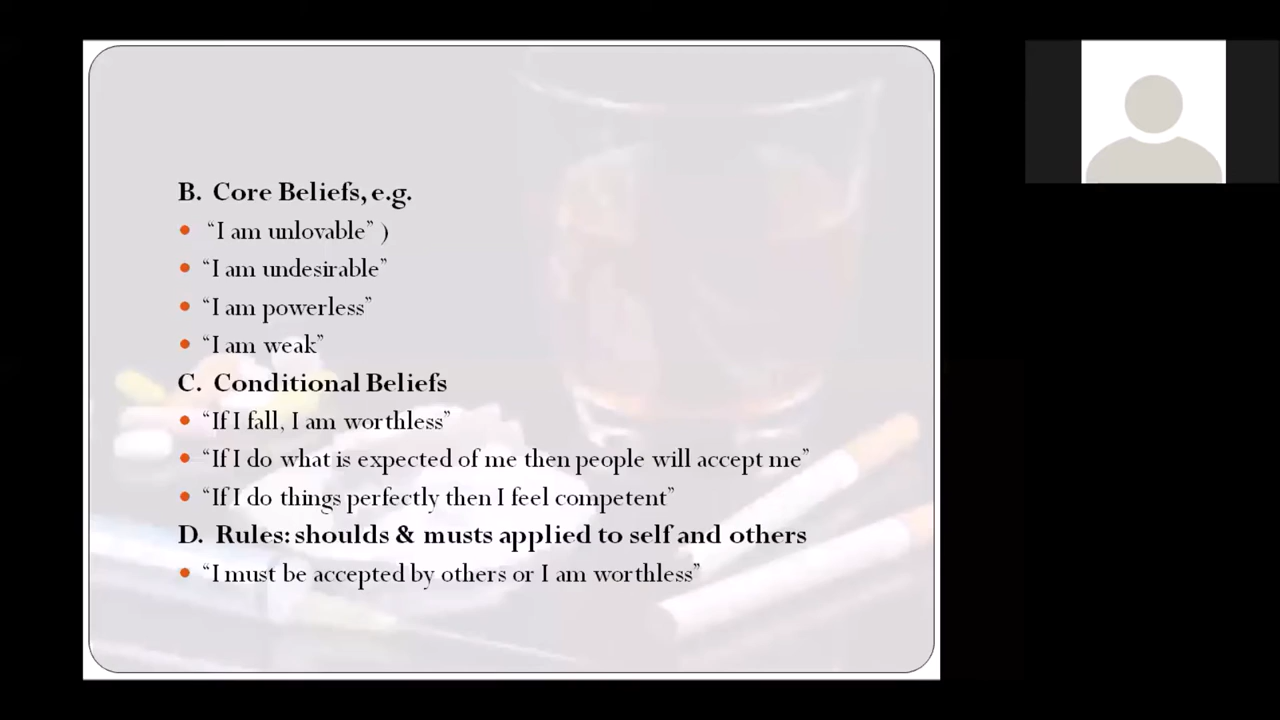 B. Core Beliefs, e.g.
• “I am unlovable” )
• “I am undesirable”
• “I am powerless”
• “I am weak”
C. Conditional Beliefs
• “If I fall, I am worthless”
• “If I do what is expected of me then people will accept me”
• “If I do things perfectly then I feel competent”
D. Rules: shoulds & musts applied to self and others
• “I must be accepted by others or I am worthless”